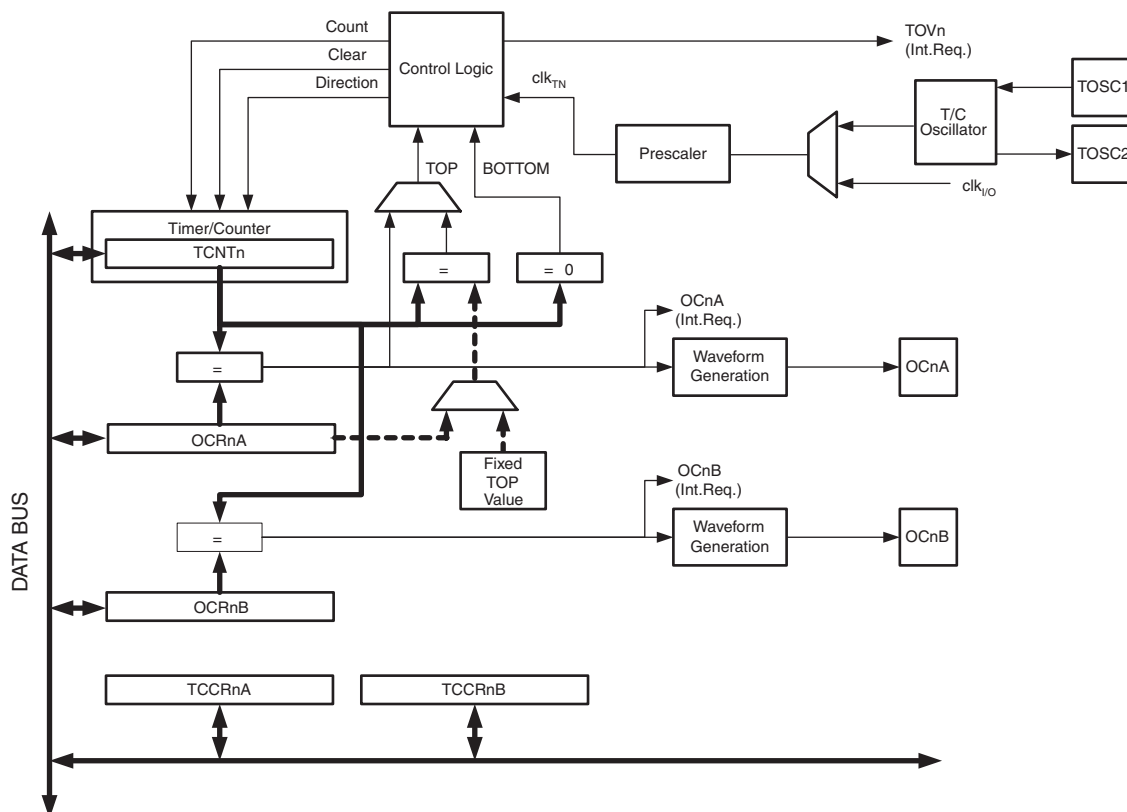 Count
Clear
Direction
Control Logic
clkTN
TOVn
(Int.Req.)
TOSC1
T/C
Oscillator
TOSC2
Prescaler
clkI/O
TOP
BOTTOM
Timer/Counter
TCNTn
=
= 0
OCnA
(Int.Req.)
=
Waveform
Generation
OCnA
OCRnA
Fixed
TOP
Value
OCnB
(Int.Req.)
=
Waveform
Generation
OCnB
DATA BUS
OCRnB
TCCRnA
TCCRnB